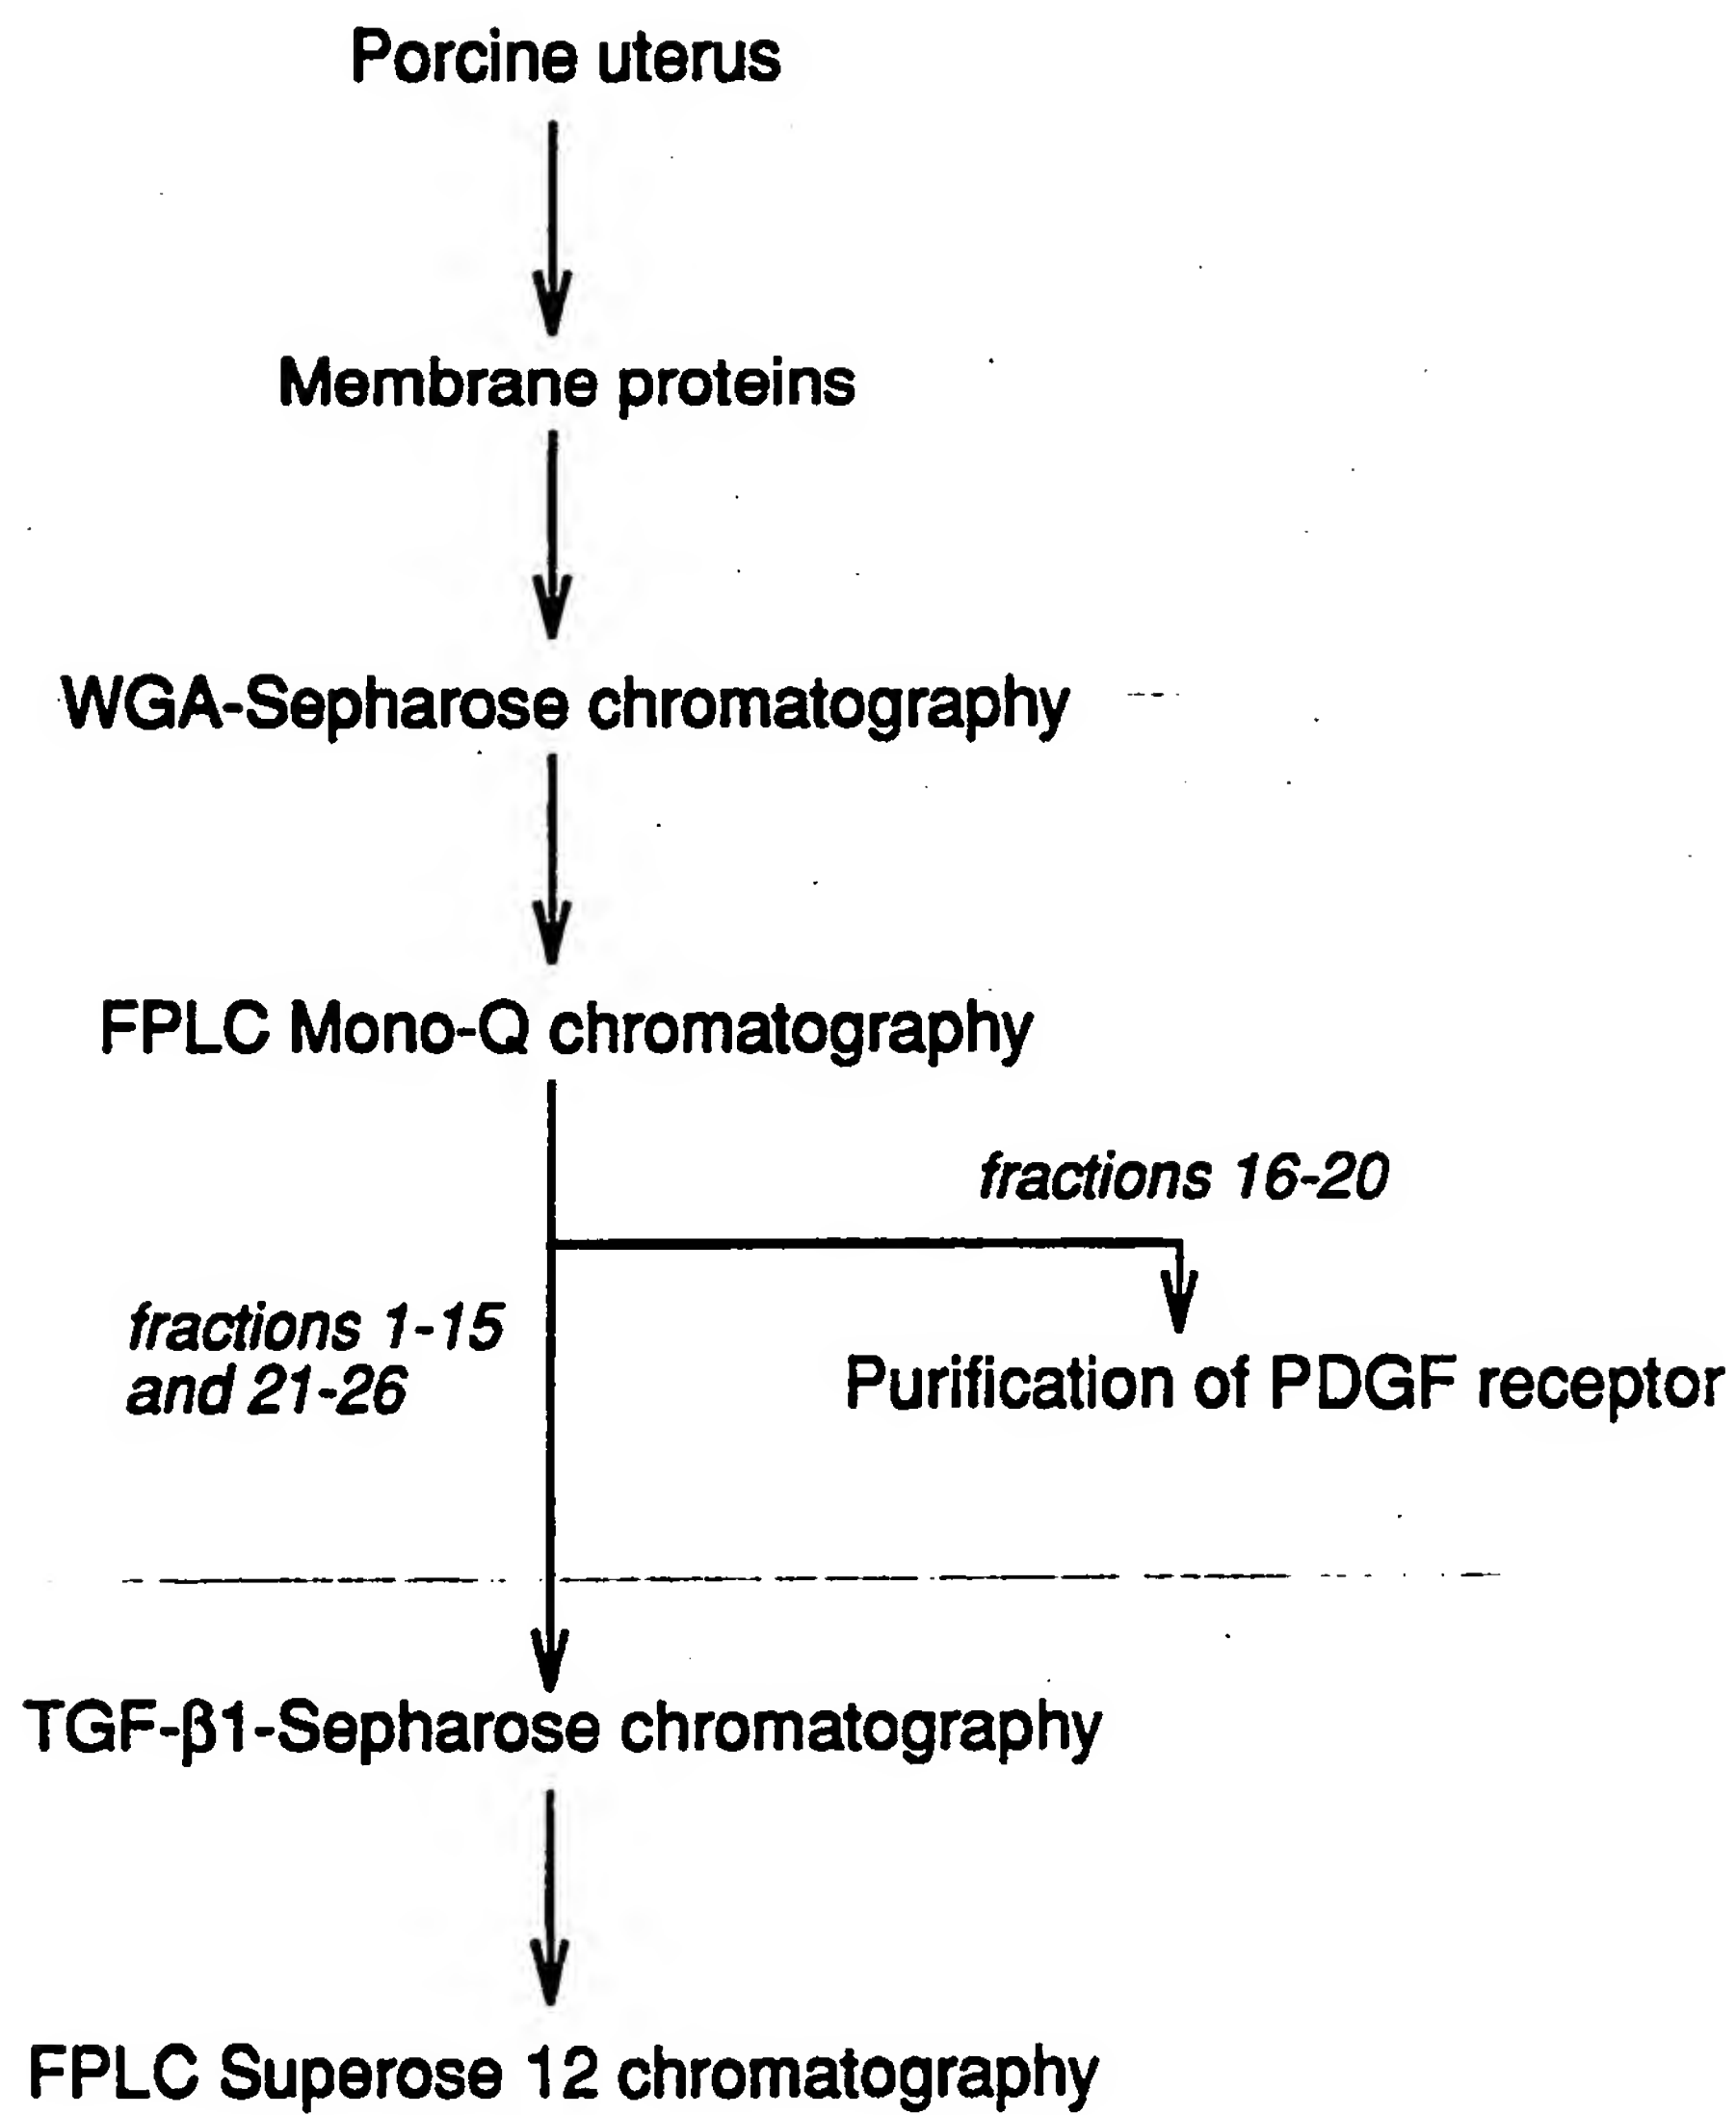 Porcine uterus
Membrane proteins
WGA-Sepharose chromatography
FPLC Mono-Q chromatography
fractions 16-20
fractions 1-15
and 21-26
Purification of PDGF receptor
TGF-β1-Sepharose chromatography
FPLC Superose 12 chromatography